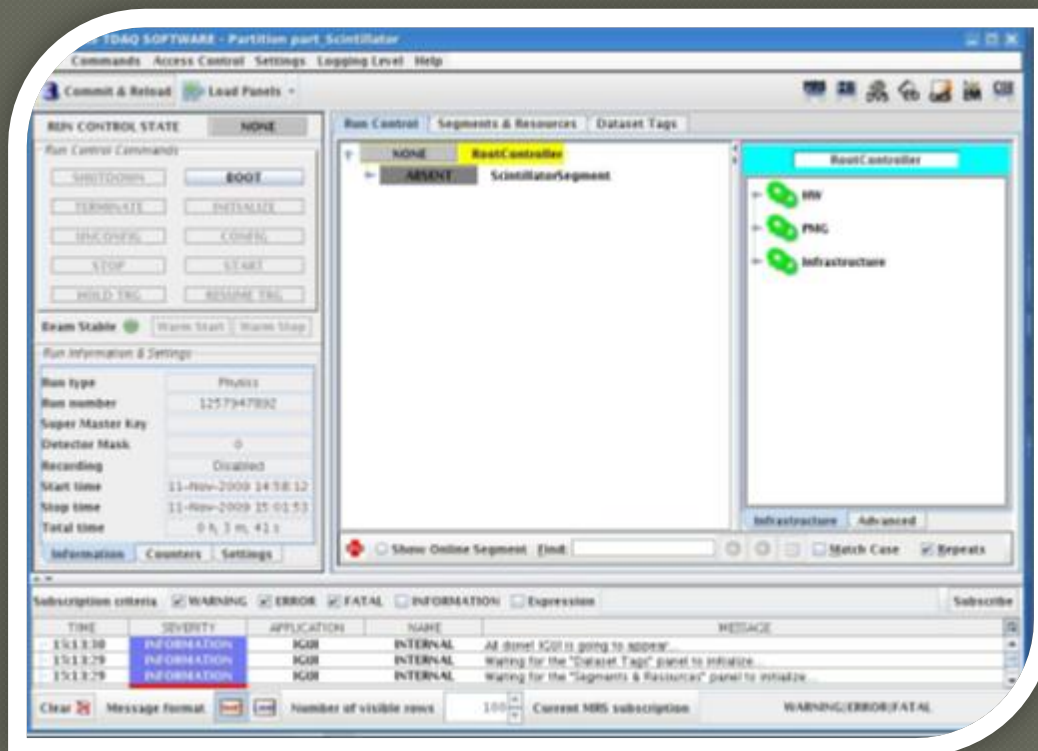 TDAQ SOFTWARE - Partition part_Scintillator
Commands Access Control Settings Logging Level Help
Commit & Reload Load Panels
RUN CONTROL STATE NONE
Run Control Commands
SHUTDOWN BOOT
TERMINATE INITIALIZE
UNCONFIG CONFIG
STOP START
HOLD TRG RESUME TRG
Beam Stable Warm Start Warm Stop
Run Information & Settings
Run type Physics
Run number 1257947892
Super Master Key
Detector Mask 0
Recording Disabled
Start time 11-Nov-2009 14:58:12
Stop time 11-Nov-2009 15:01:53
Total time 0 h, 3 m, 41 s
Information Counters Settings
Run Control Segments & Resources Dataset Tags
NONE RootController
ABSENT ScintillatorSegment
Show Online Segment Find: Match Case Repeats
RootController
HW
PMG
Infrastructure
Infrastructure Advanced
Subscription criteria WARNING ERROR FATAL INFORMATION Expression Subscribe
TIME SEVERITY APPLICATION NAME MESSAGE
15:13:30 INFORMATION IGUI INTERNAL All done! IGUI is going to appear...
15:13:29 INFORMATION IGUI INTERNAL Waiting for the "Dataset Tags" panel to initialize...
15:13:29 INFORMATION IGUI INTERNAL Waiting for the "Segments & Resources" panel to initialize...
Clear Message format Number of visible rows 100 Current MRS subscription WARNING|ERROR|FATAL